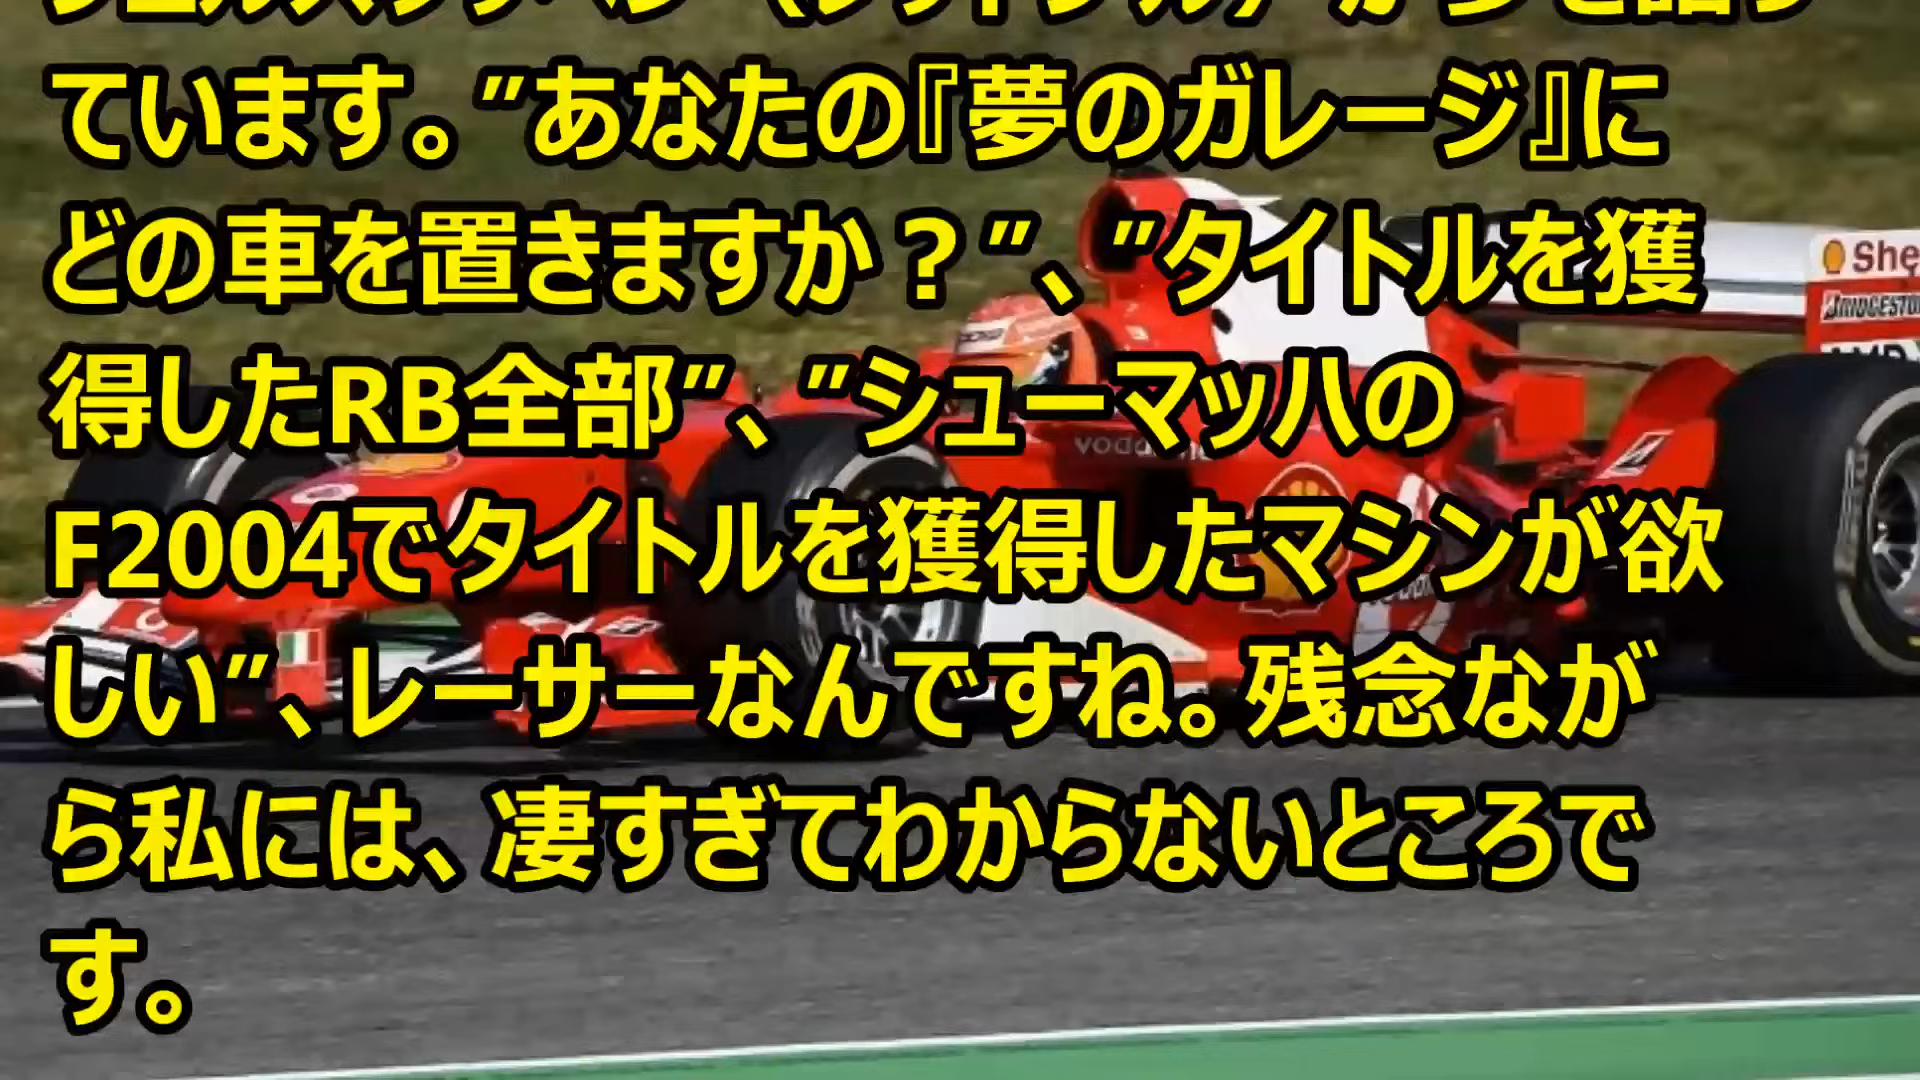 ています。”あなたの『夢のガレージ』に
どの車を置きますか？”、”タイトルを獲
得したRB全部”、”シューマッハの
F2004でタイトルを獲得したマシンが欲
しい”、レーサーなんですね。残念なが
ら私には、凄すぎてわからないところで
す。
She
BRIDGESTO
vodafone